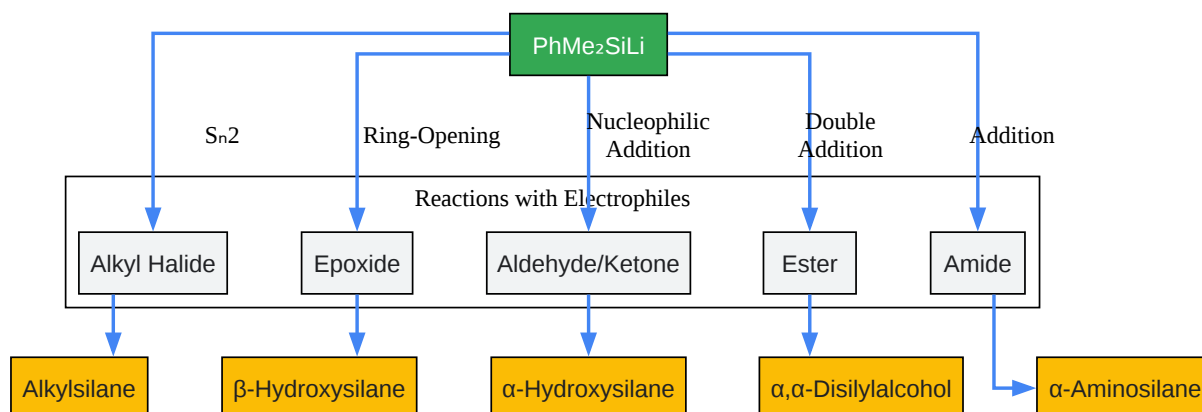 PhMe₂SiLi
Sₙ2
Ring-Opening
Nucleophilic
Addition
Double
Addition
Addition
Reactions with Electrophiles
Alkyl Halide
Epoxide
Aldehyde/Ketone
Ester
Amide
Alkylsilane
β-Hydroxysilane
α-Hydroxysilane
α,α-Disilylalcohol
α-Aminosilane